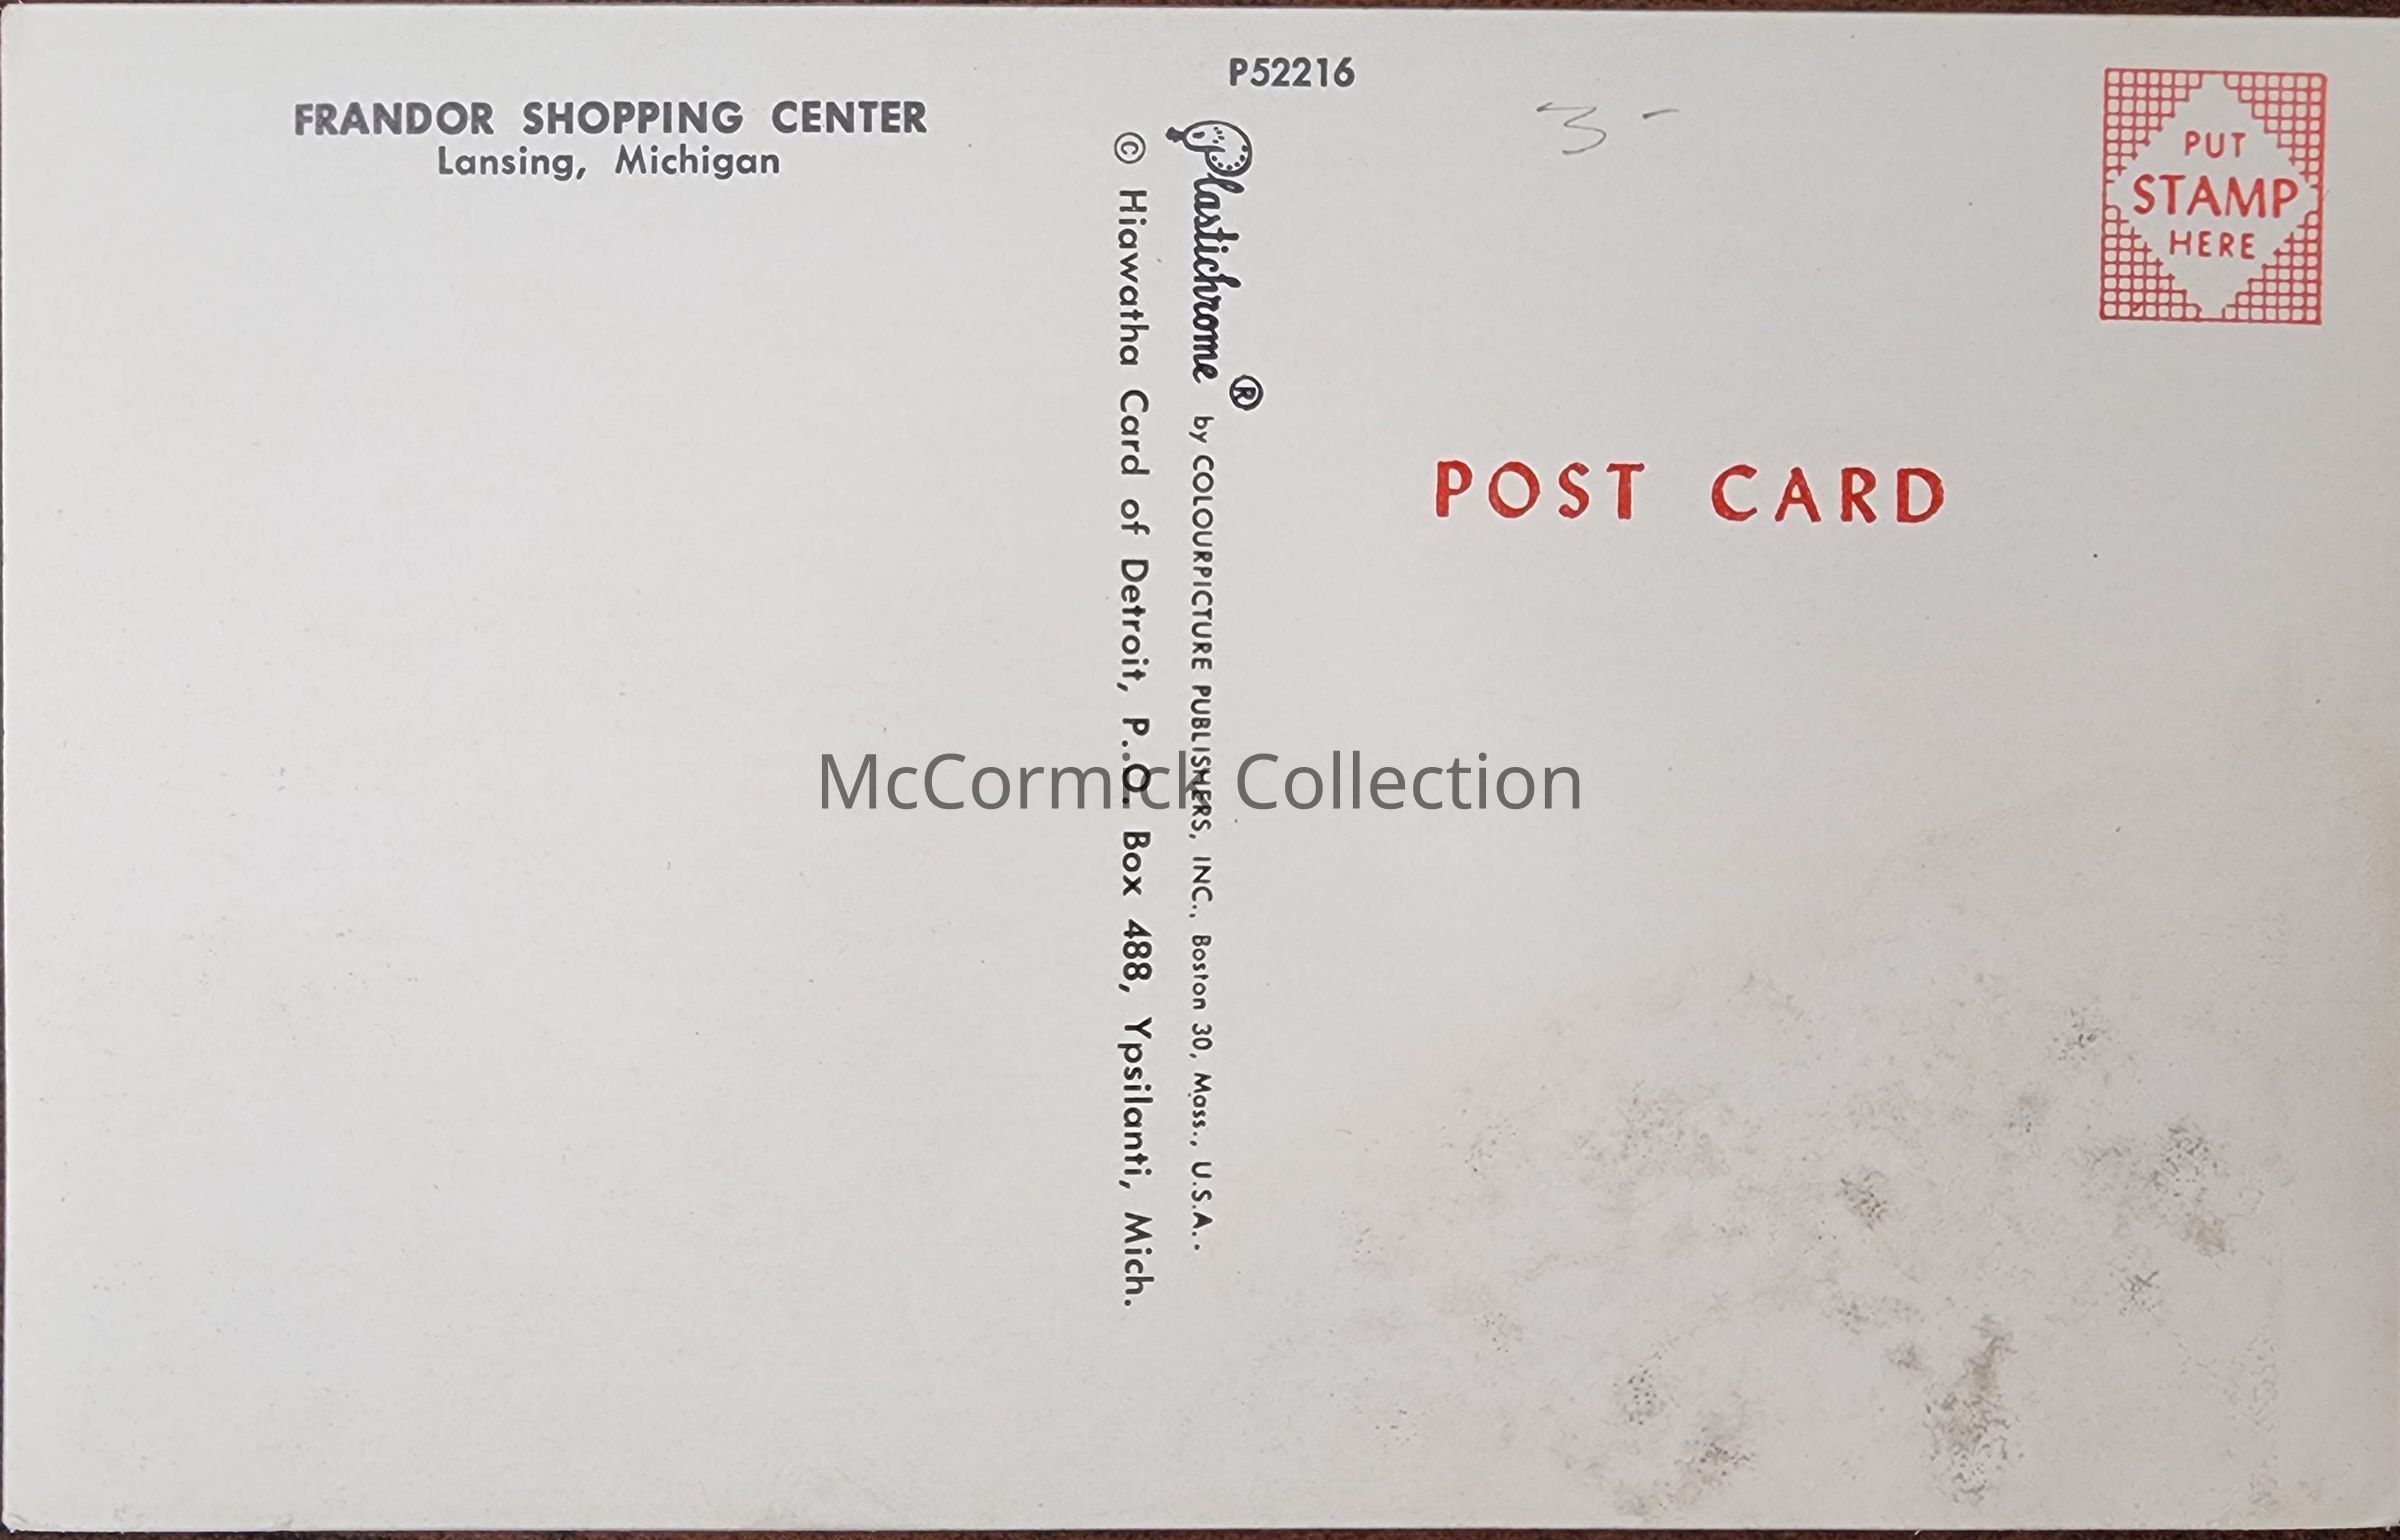 FRANDOR SHOPPING CENTER
Lansing, Michigan
P52216
Plastichrome® by COLOURPICTURE PUBLISHERS, INC., Boston 30, Mass., U.S.A..
© Hiawatha Card of Detroit, P..O. Box 488, Ypsilanti, Mich.
3 -
PUT
STAMP
HERE
POST CARD
McCormick Collection